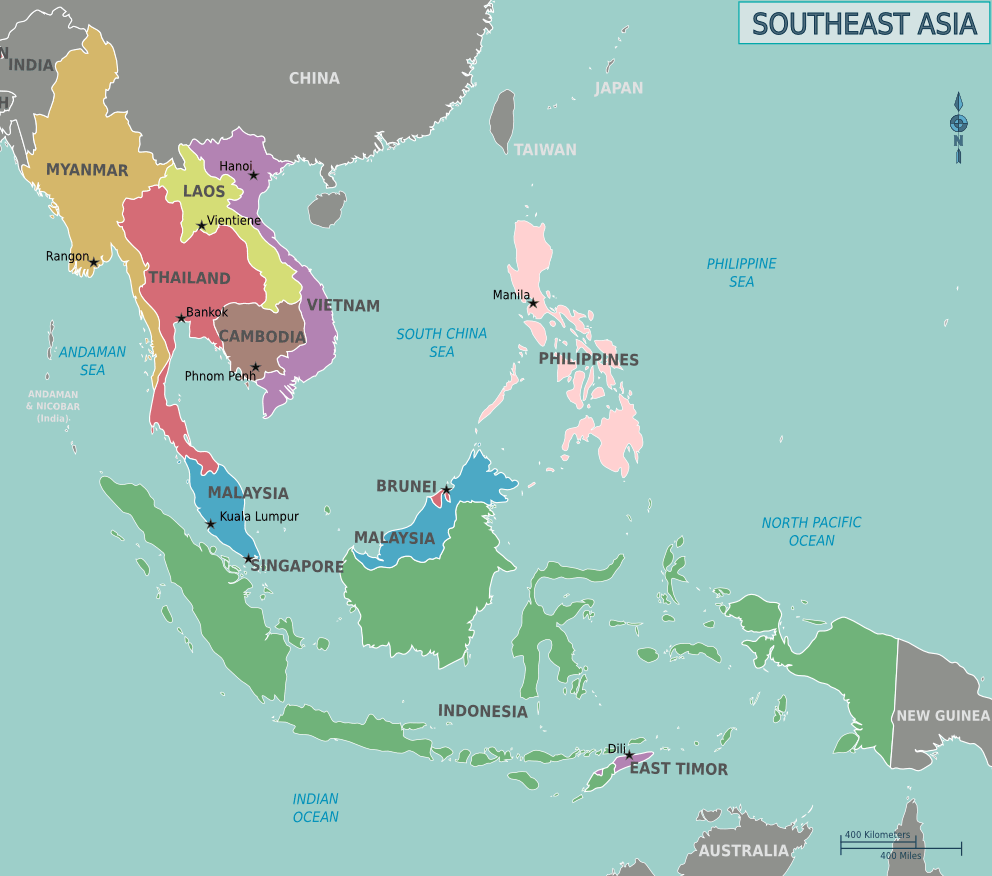 SOUTHEAST ASIA
N
INDIA
CHINA
JAPAN
H
N
TAIWAN
MYANMAR
Hanoi
LAOS
Vientiene
Rangon
THAILAND
PHILIPPINE
SEA
Manila
VIETNAM
Bankok
CAMBODIA
SOUTH CHINA
SEA
ANDAMAN
SEA
PHILIPPINES
Phnom Penh
ANDAMAN
& NICOBAR
(India)
BRUNEI
MALAYSIA
Kuala Lumpur
NORTH PACIFIC
OCEAN
MALAYSIA
SINGAPORE
INDONESIA
NEW GUINEA
Dili
EAST TIMOR
INDIAN
OCEAN
400 Kilometers
400 Miles
AUSTRALIA